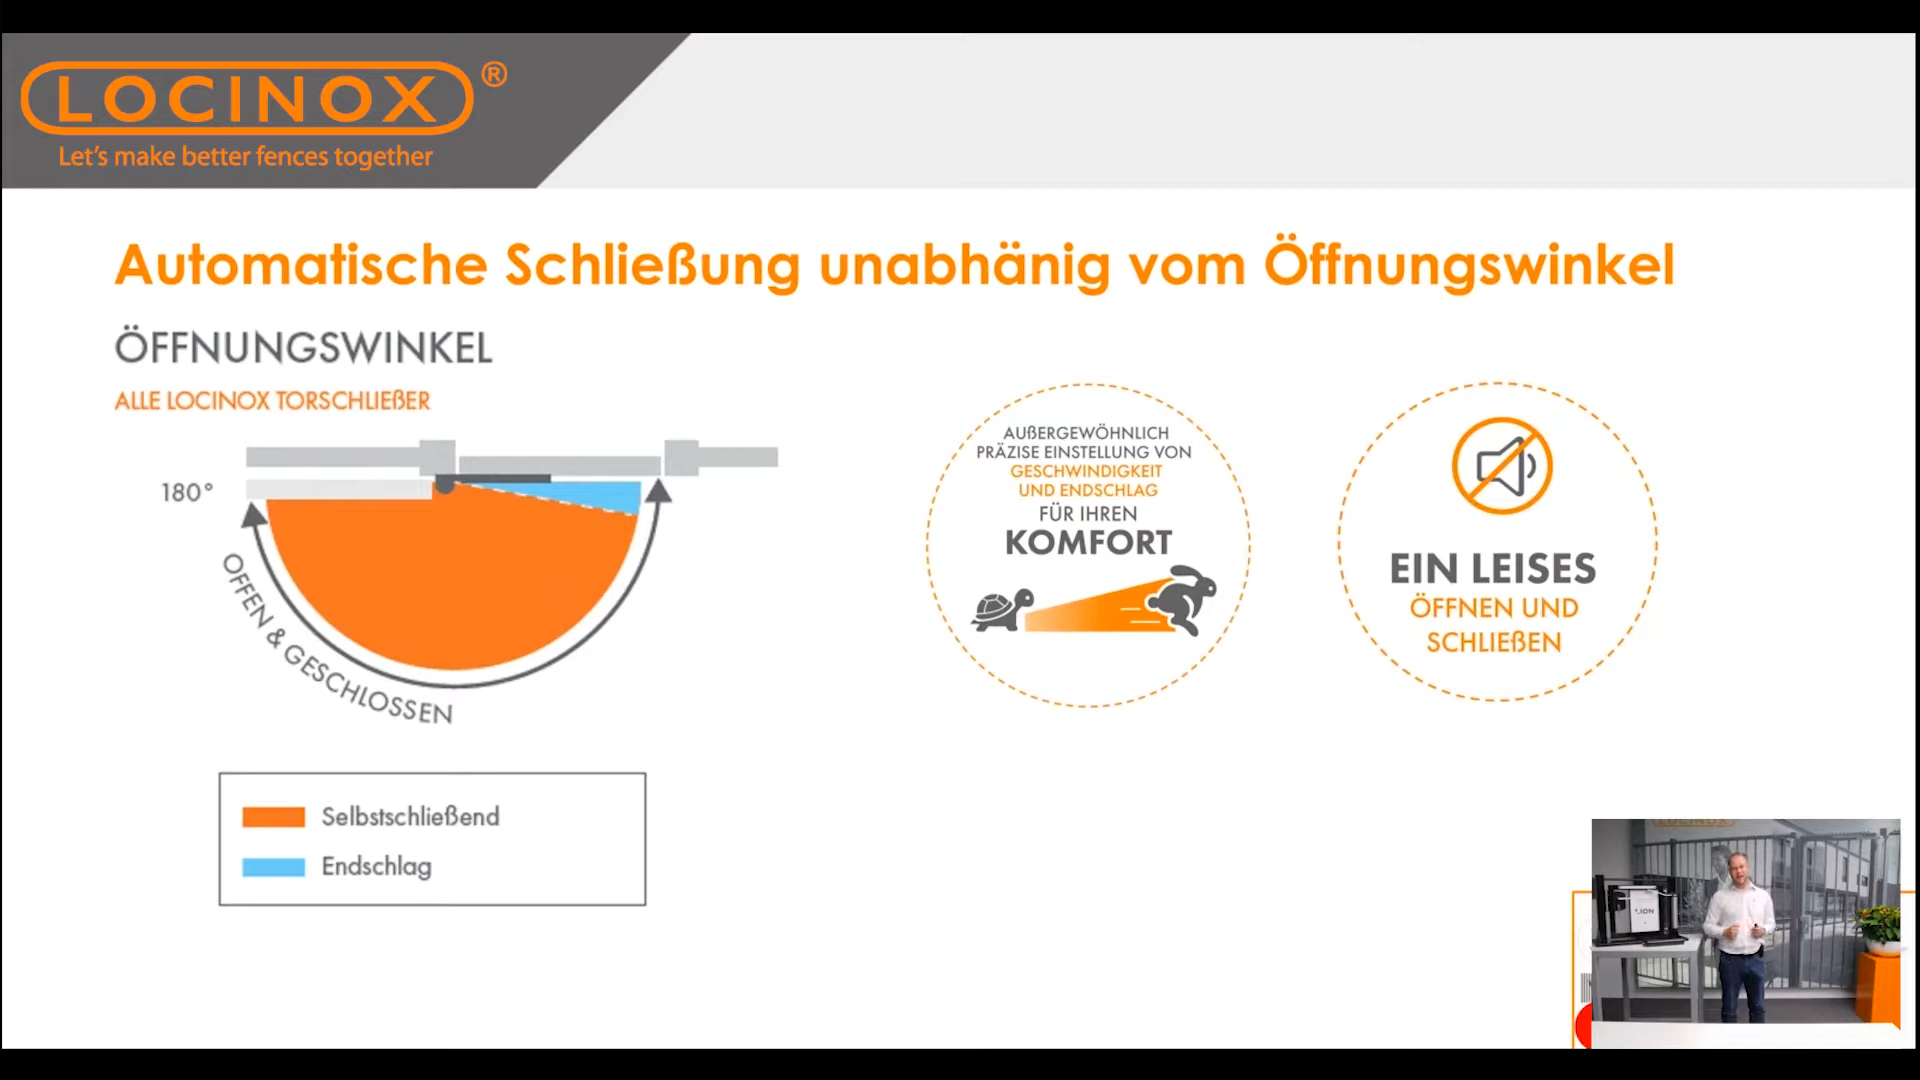 LOCINOX®
Let's make better fences together
Automatische Schließung unabhänig vom Öffnungswinkel
ÖFFNUNGSWINKEL
ALLE LOCINOX TORSCHLIEßER
180°
OFFEN & GESCHLOSSEN
Selbstschließend
Endschlag
AUßERGEWÖHNLICH
PRÄZISE EINSTELLUNG VON
GESCHWINDIGKEIT
UND ENDSCHLAG
FÜR IHREN
KOMFORT
EIN LEISES
ÖFFNEN UND
SCHLIEßEN
LOCINOX